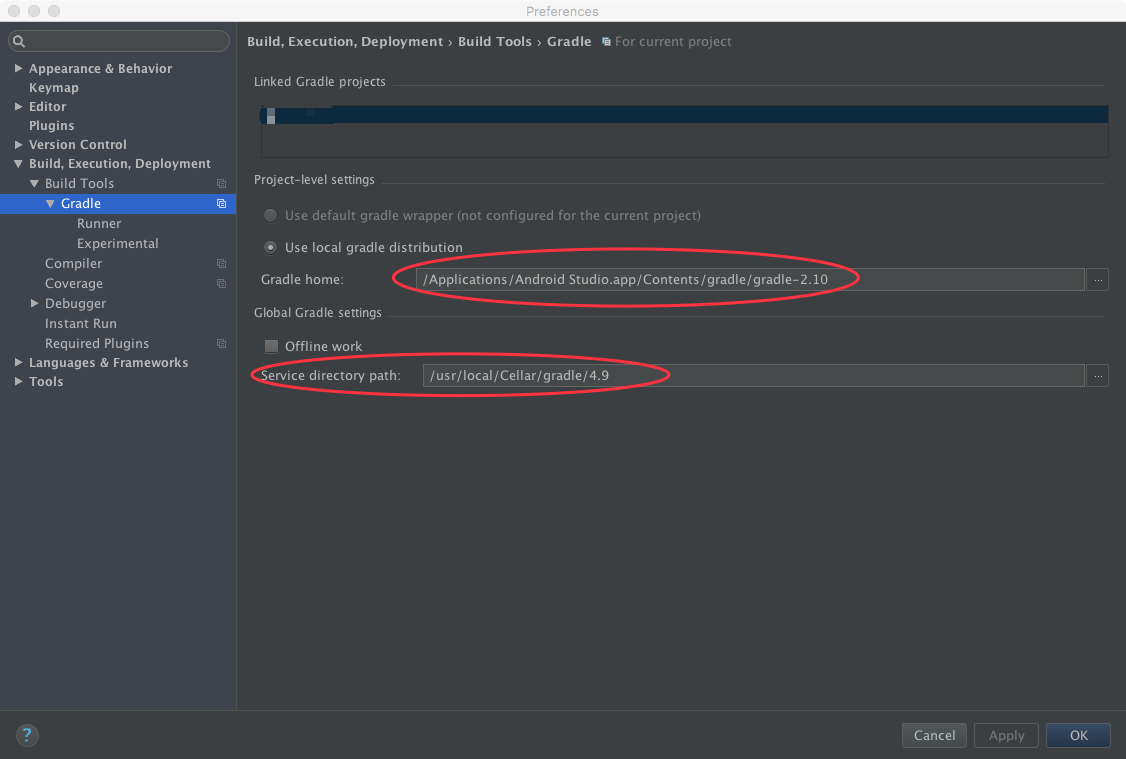 Preferences
Build, Execution, Deployment › Build Tools › Gradle For current project
Appearance & Behavior
Keymap
Editor
Plugins
Version Control
Build, Execution, Deployment
Build Tools
Gradle
Runner
Experimental
Compiler
Coverage
Debugger
Instant Run
Required Plugins
Languages & Frameworks
Tools
Linked Gradle projects
Project-level settings
Use default gradle wrapper (not configured for the current project)
Use local gradle distribution
Gradle home: /Applications/Android Studio.app/Contents/gradle/gradle-2.10 ...
Global Gradle settings
Offline work
Service directory path: /usr/local/Cellar/gradle/4.9 ...
? Cancel Apply OK